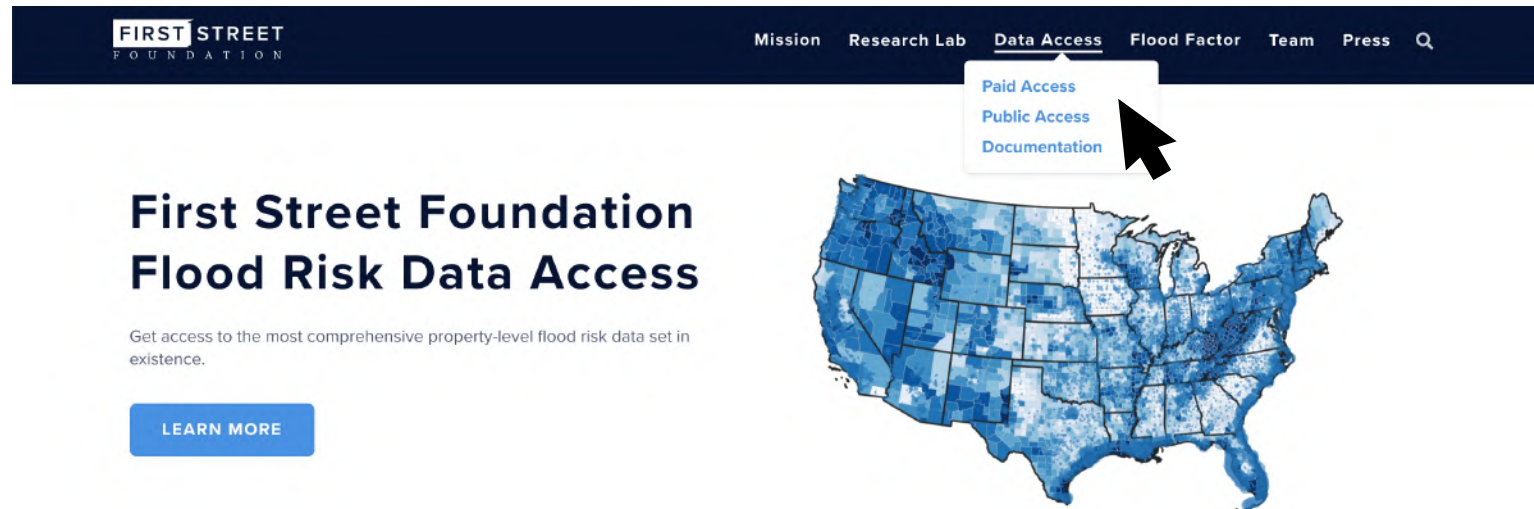 FIRST STREET
FOUNDATION
Mission Research Lab Data Access Flood Factor Team Press
Paid Access
Public Access
Documentation
First Street Foundation
Flood Risk Data Access
Get access to the most comprehensive property-level flood risk data set in
existence.
LEARN MORE